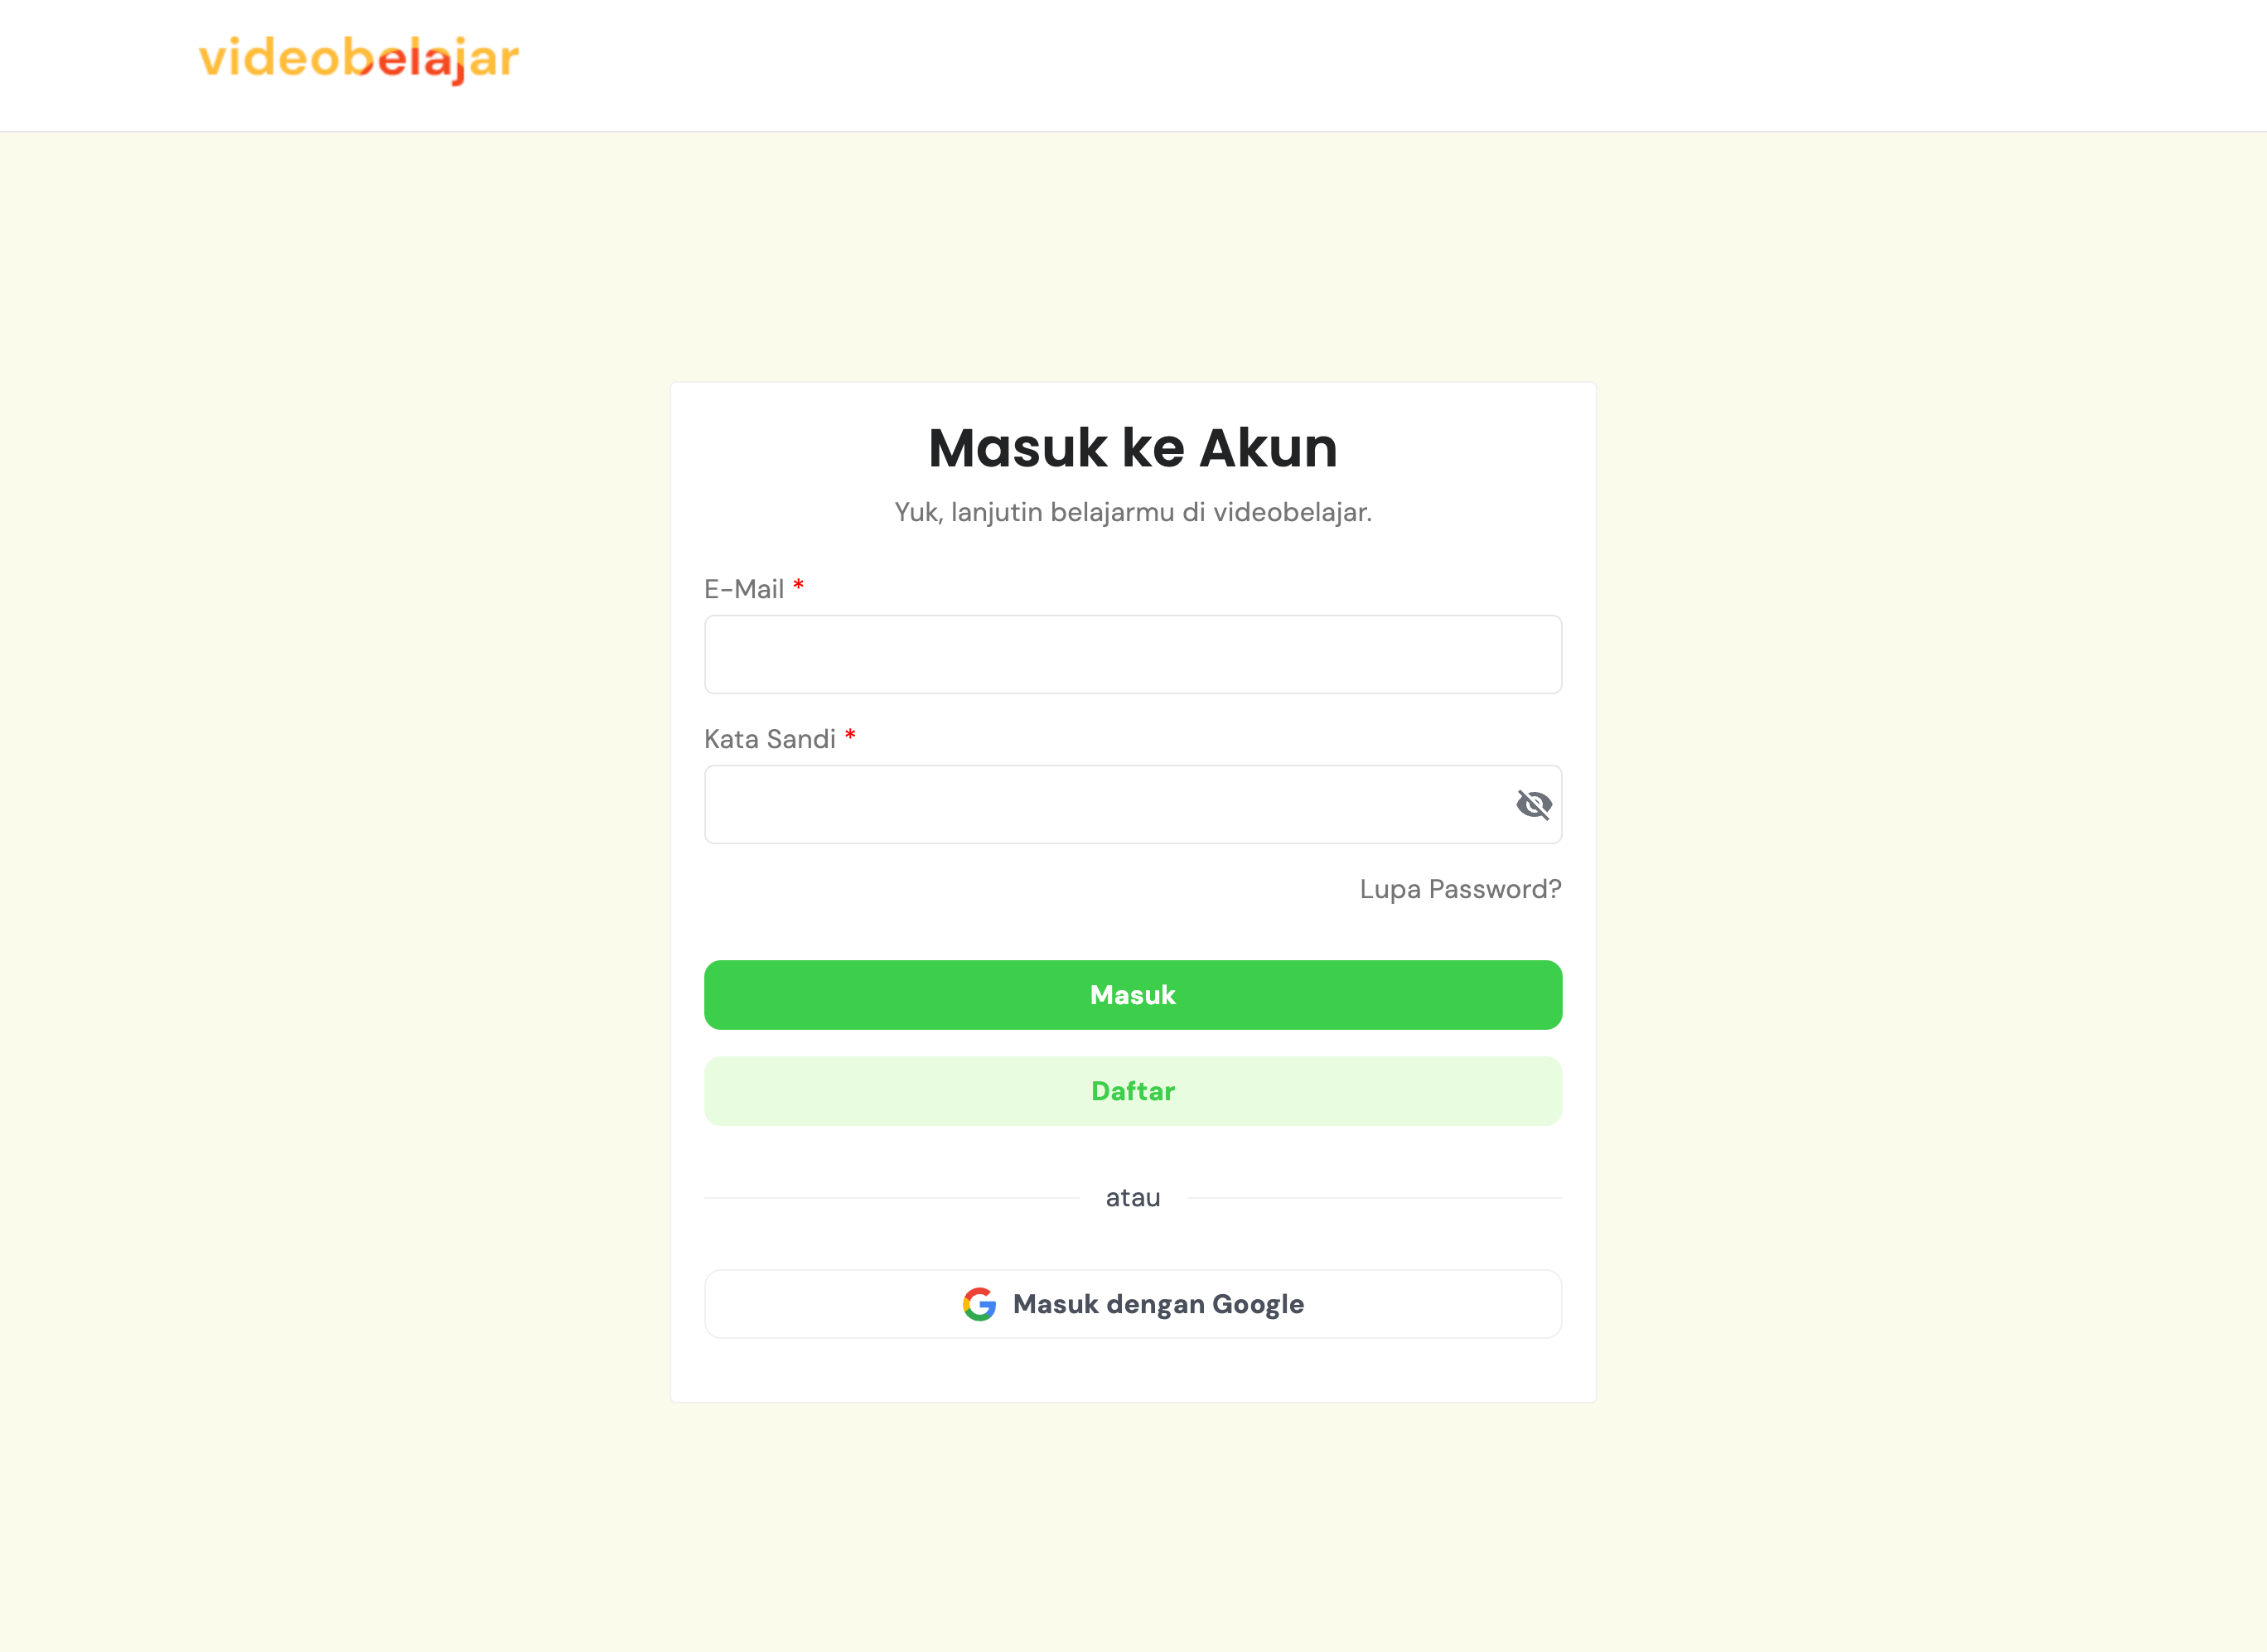 videobelajar
Masuk ke Akun
Yuk, lanjutin belajarmu di videobelajar.
E-Mail *
Kata Sandi *
Lupa Password?
Masuk
Daftar
atau
Masuk dengan Google